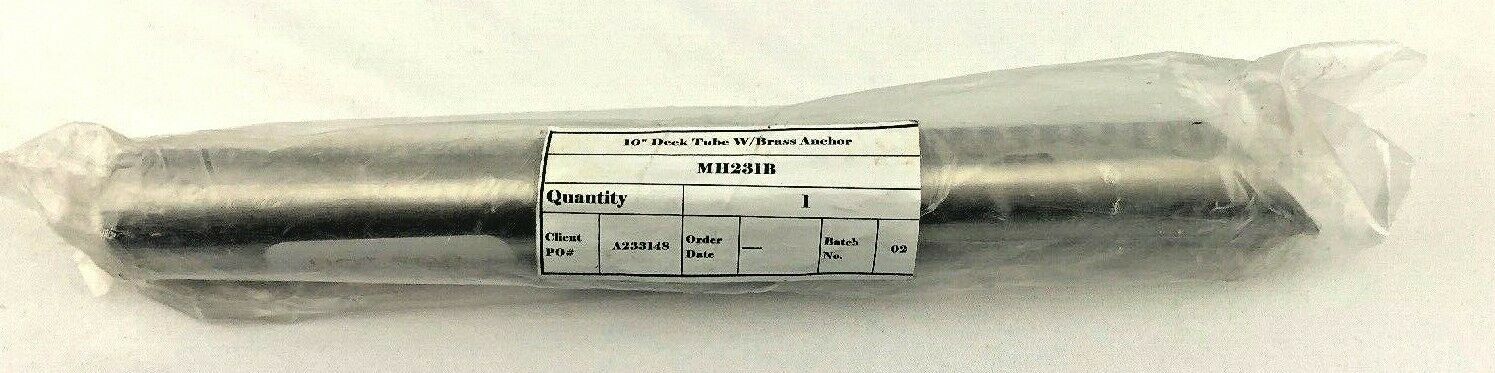 10" Deck Tube W/Brass Anchor
MH231B
Quantity 1
Client PO# A233148 Order Date — Batch No. 02